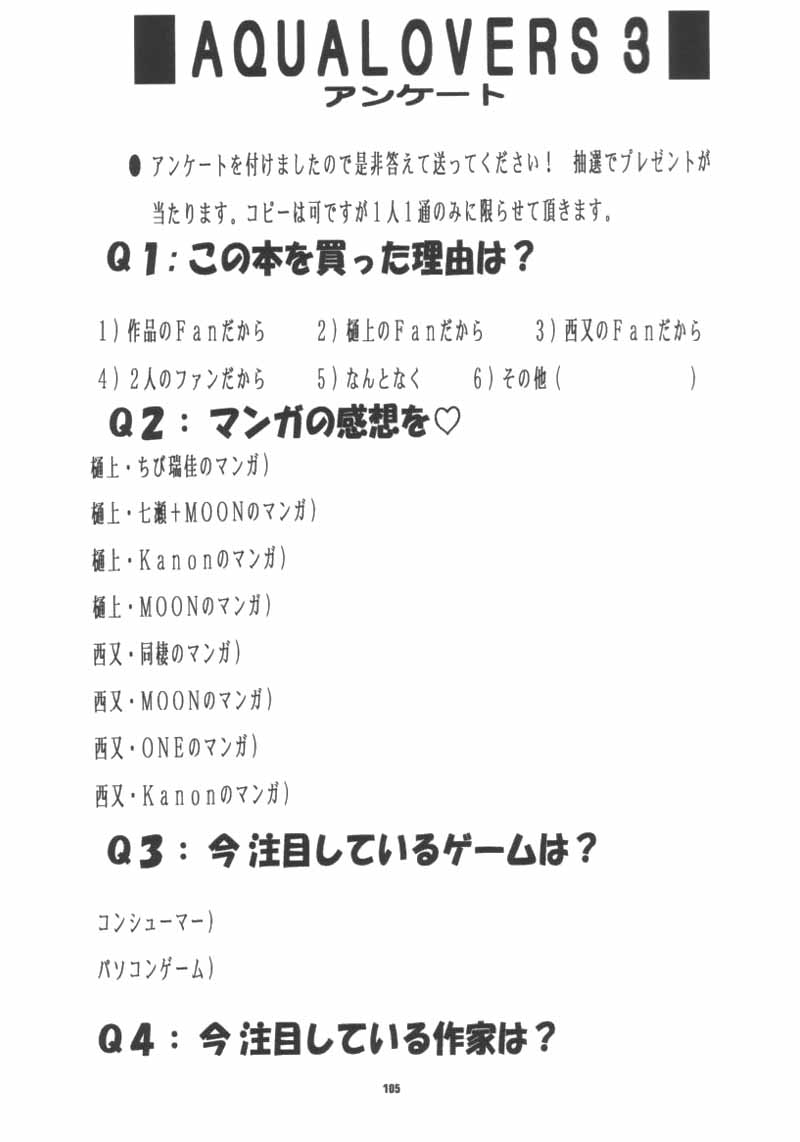 ■AQUALOVERS 3■
アンケート
● アンケートを付けましたので是非答えて送ってください！　抽選でプレゼントが
当たります。コピーは可ですが１人１通のみに限らせて頂きます。
Q1：この本を買った理由は？
1）作品のＦａｎだから　2）樋上のＦａｎだから　3）西又のＦａｎだから
4）2人のファンだから　5）なんとなく　6）その他（　　　　　）
Q2：マンガの感想を♡
樋上・ちび瑞佳のマンガ）
樋上・七瀬＋ＭＯＯＮのマンガ）
樋上・Ｋａｎｏｎのマンガ）
樋上・ＭＯＯＮのマンガ）
西又・同棲のマンガ）
西又・ＭＯＯＮのマンガ）
西又・ＯＮＥのマンガ）
西又・Ｋａｎｏｎのマンガ）
Q3：今注目しているゲームは？
コンシューマー）
パソコンゲーム）
Q4：今注目している作家は？
105